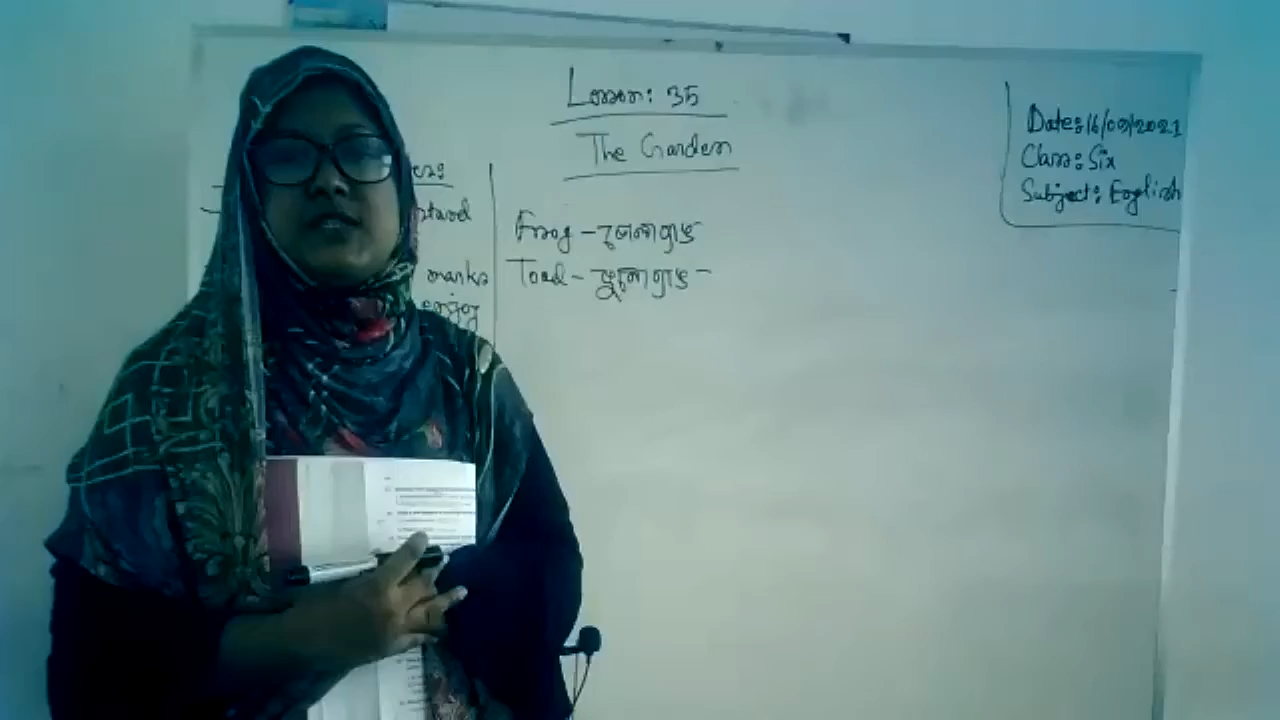 Lesson: 35
The Garden
Date: 16/09/2021
Class: Six
Subject: English
marks
enjoy
Frog - কোলাব্যাঙ
Toad - কুনোব্যাঙ -